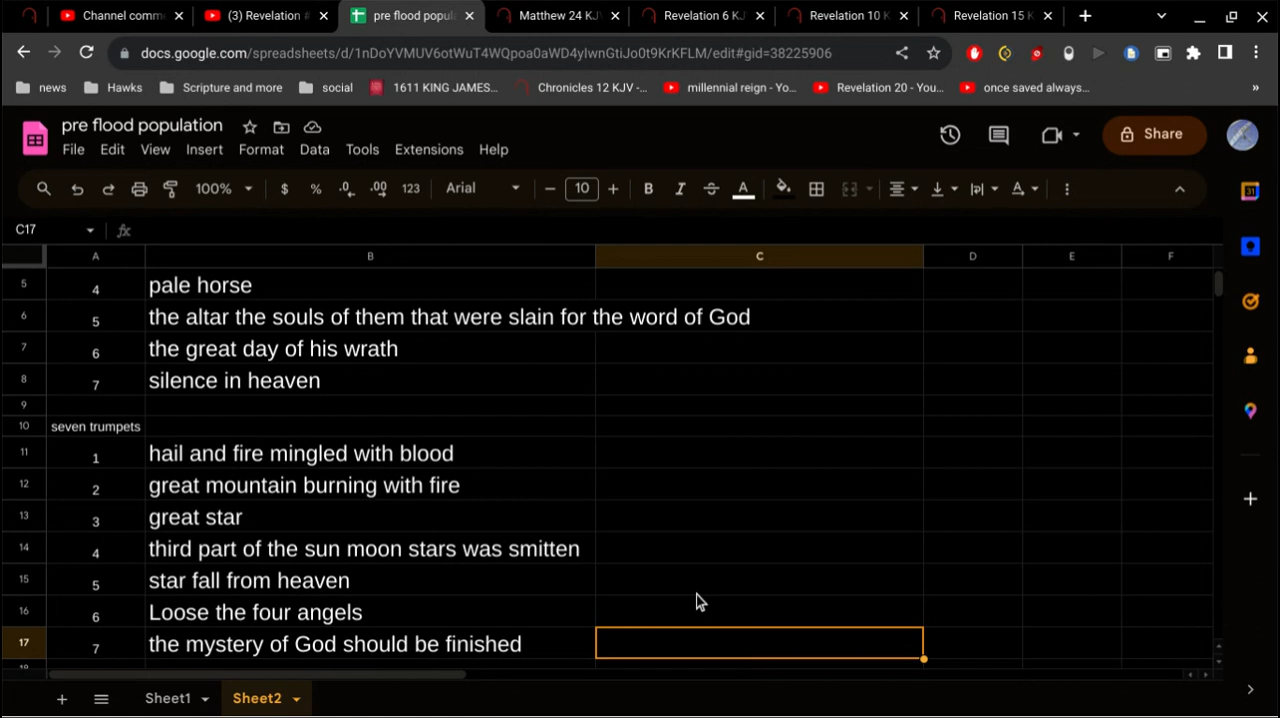 Channel comm
(3) Revelation #
pre flood popula
Matthew 24 KJV
Revelation 6 KJ
Revelation 10 K
Revelation 15 K
docs.google.com/spreadsheets/d/1nDoYVMUV6otWuT4WQpoa0aWD4yIwnGtiJo0t9KrKFLM/edit#gid=38225906
news
Hawks
Scripture and more
social
1611 KING JAMES...
Chronicles 12 KJV -...
millennial reign - Yo...
Revelation 20 - You...
once saved always...
»
pre flood population
File Edit View Insert Format Data Tools Extensions Help
Share
100% $ % .0 .00 123 Arial 10 B I S A
31
C17 fx
A B C D E F
5 4 pale horse
6 5 the altar the souls of them that were slain for the word of God
7 6 the great day of his wrath
8 7 silence in heaven
9
10 seven trumpets
11 1 hail and fire mingled with blood
12 2 great mountain burning with fire
13 3 great star
14 4 third part of the sun moon stars was smitten
15 5 star fall from heaven
16 6 Loose the four angels
17 7 the mystery of God should be finished
Sheet1 Sheet2